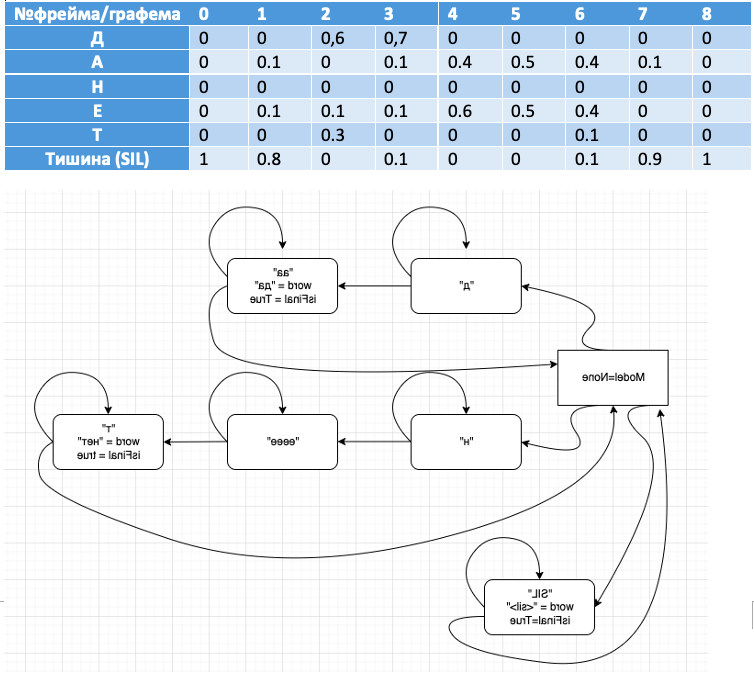 №фрейма/графема 0 1 2 3 4 5 6 7 8
Д 0 0 0,6 0,7 0 0 0 0 0
А 0 0.1 0 0.1 0.4 0.5 0.4 0.1 0
Н 0 0 0 0 0 0 0 0 0
Е 0 0.1 0.1 0.1 0.6 0.5 0.4 0 0
Т 0 0 0.3 0 0 0 0.1 0 0
Тишина (SIL) 1 0.8 0 0.1 0 0 0.1 0.9 1
"аа"
word = "да"
isFinal = True
"д"
Model=None
"т"
word = "нет"
isFinal = true
"ееее"
"н"
"SIL"
word = "<sil>"
isFinal=True